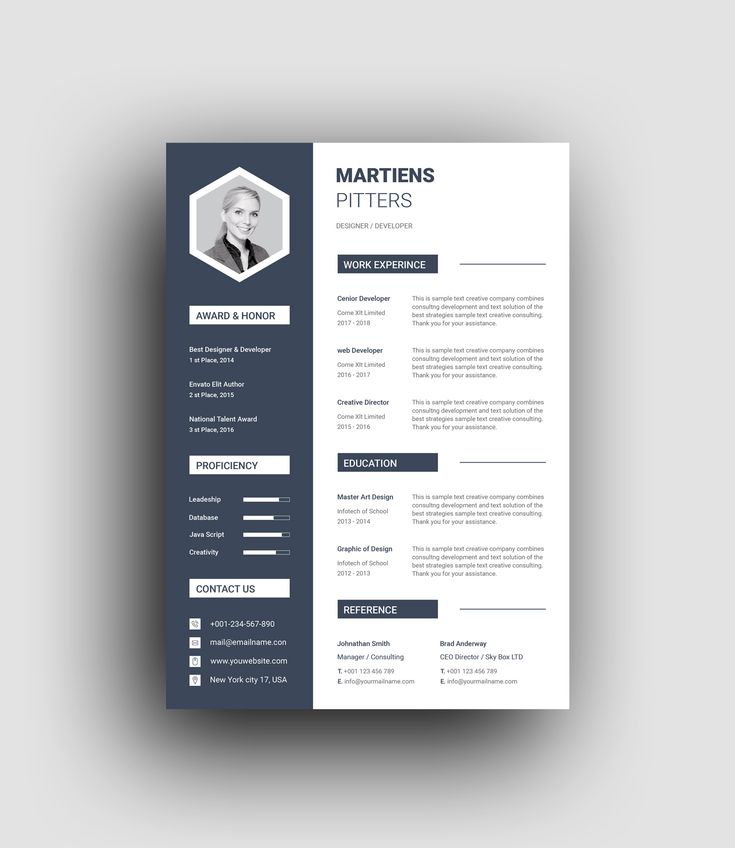 MARTIENS
PITTERS
DESIGNER / DEVELOPER
AWARD & HONOR
Best Designer & Developer
1 st Place, 2014
Envato Elit Author
2 st Place, 2015
National Talent Award
3 st Place, 2016
PROFICIENCY
Leadeship
Database
Java Script
Creativity
CONTACT US
+001-234-567-890
mail@emailname.con
www.youwebsite.com
New York city 17, USA
WORK EXPERINCE
Cenior Developer
Come Xlt Limited
2017 - 2018
This is sample text creative company combines
consultng development and text solution of the
best strategies sample text creative consulting.
Thank you for your assistance.
web Developer
Come Xlt Limited
2016 - 2017
This is sample text creative company combines
consultng development and text solution of the
best strategies sample text creative consulting.
Thank you for your assistance.
Creative Director
Come Xlt Limited
2015 - 2016
This is sample text creative company combines
consultng development and text solution of the
best strategies sample text creative consulting.
Thank you for your assistance.
EDUCATION
Master Art Design
Infotech of School
2013 - 2014
This is sample text creative company combines
consultng development and text solution of the
best strategies sample text creative consulting.
Thank you for your assistance.
Graphic of Design
Infotech of School
2012 - 2013
This is sample text creative company combines
consultng development and text solution of the
best strategies sample text creative consulting.
Thank you for your assistance.
REFERENCE
Johnathan Smith
Manager / Consulting
T. +001 123 456 789
E. info@yourmailname.com
Brad Anderway
CEO Director / Sky Box LTD
T. +001 123 456 789
E. info@yourmailname.com